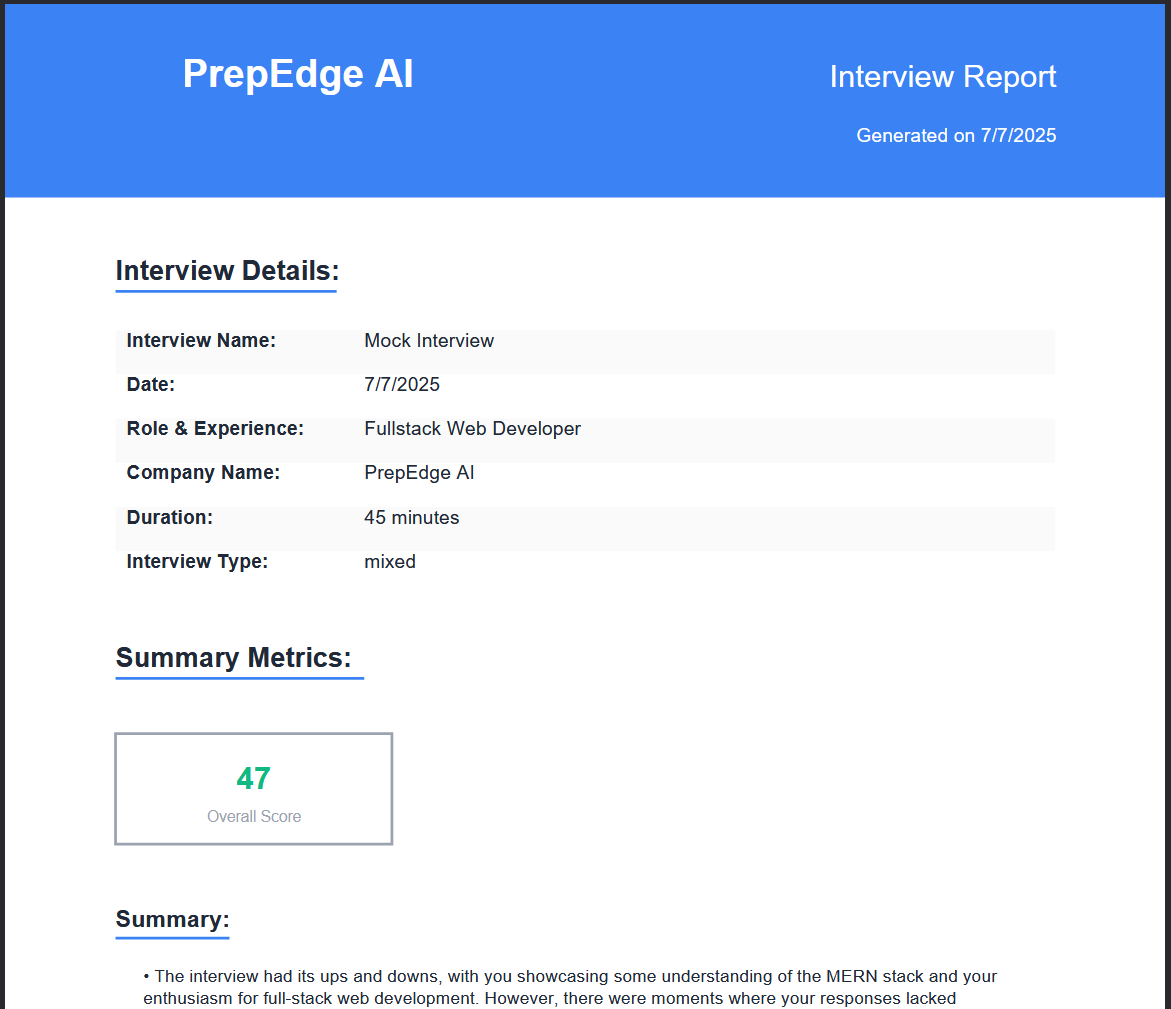 PrepEdge AI
Interview Report
Generated on 7/7/2025
Interview Details:
Interview Name: Mock Interview
Date: 7/7/2025
Role & Experience: Fullstack Web Developer
Company Name: PrepEdge AI
Duration: 45 minutes
Interview Type: mixed
Summary Metrics:
47
Overall Score
Summary:
• The interview had its ups and downs, with you showcasing some understanding of the MERN stack and your
enthusiasm for full-stack web development. However, there were moments where your responses lacked